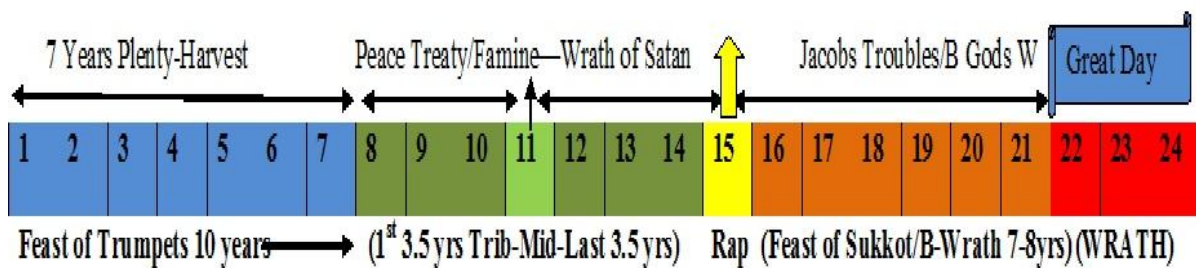 7 Years Plenty-Harvest Peace Treaty/Famine—Wrath of Satan Jacobs Troubles/B Gods W Great Day
1 2 3 4 5 6 7 8 9 10 11 12 13 14 15 16 17 18 19 20 21 22 23 24
Feast of Trumpets 10 years (1st 3.5 yrs Trib-Mid-Last 3.5 yrs) Rap (Feast of Sukkot/B-Wrath 7-8yrs) (WRATH)